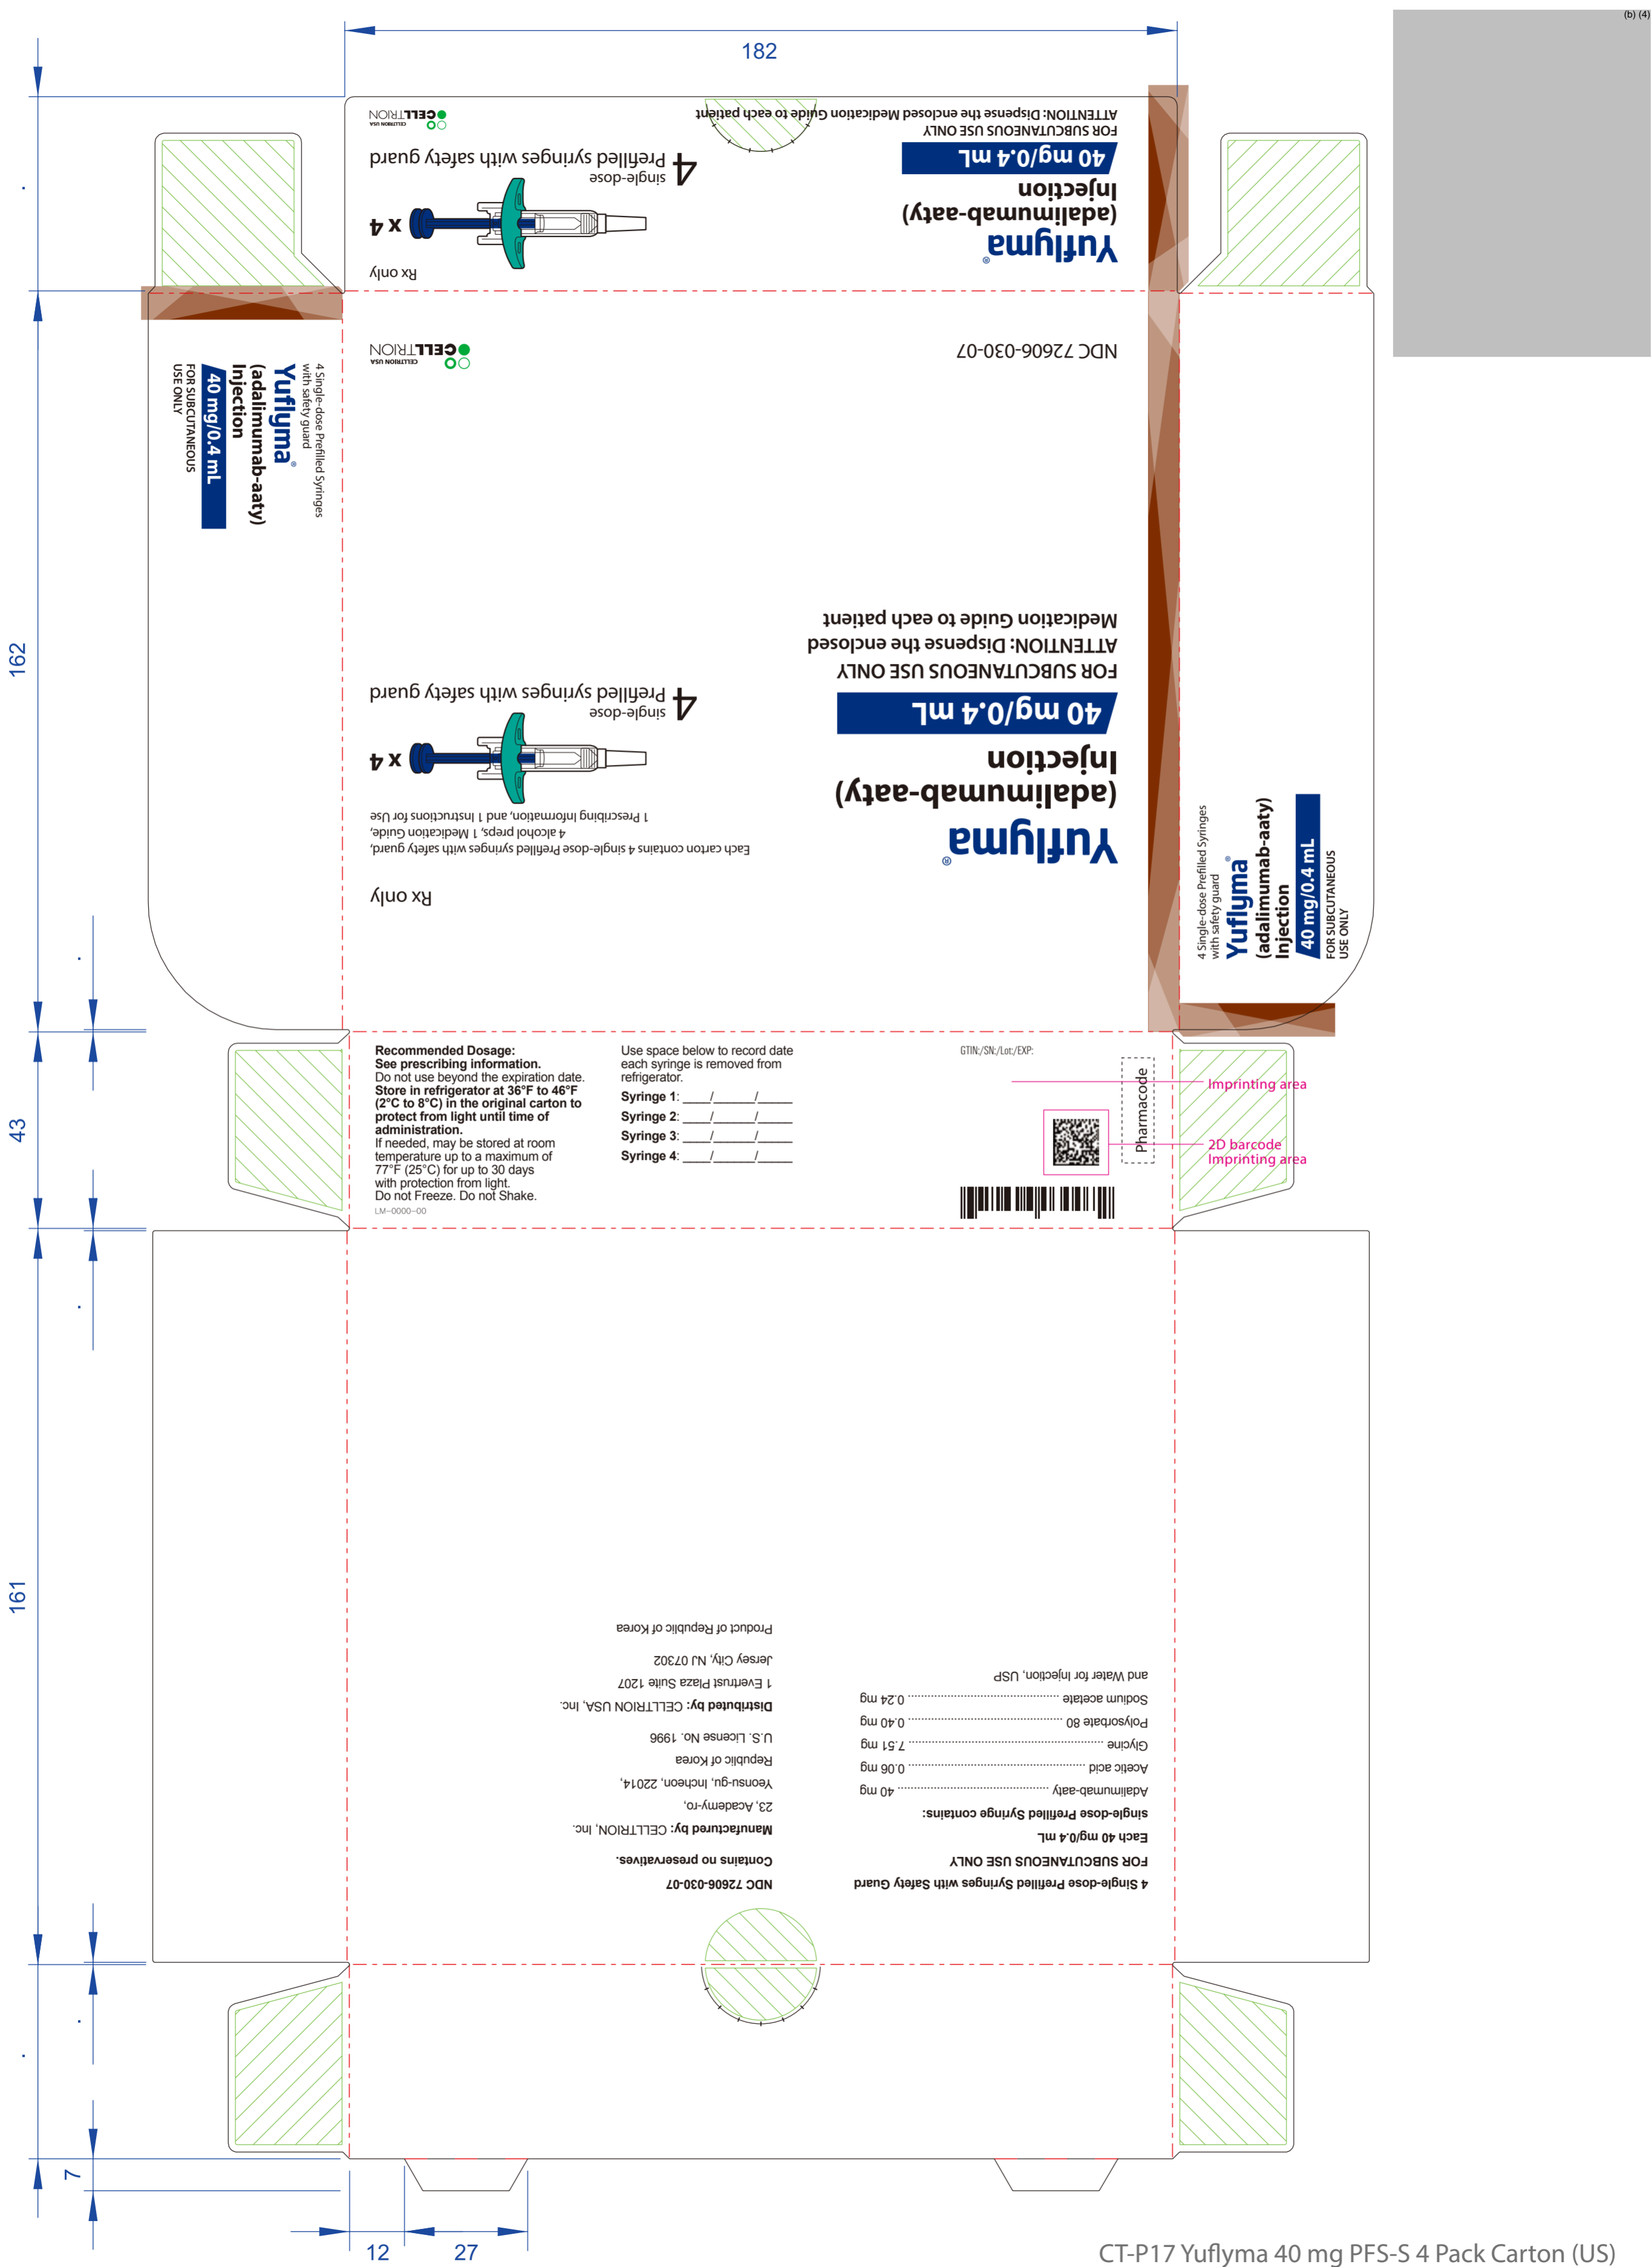 (b) (4)
182
ATTENTION: Dispense the enclosed Medication Guide to each patient
FOR SUBCUTANEOUS USE ONLY
40 mg/0.4 mL
Injection
(adalimumab-aaty)
Yuflyma®
CELLTRION
CELLTRION USA
4 single-dose
Prefilled syringes with safety guard
x 4
Rx only
NDC 72606-030-07
CELLTRION
CELLTRION USA
4 Single-dose Prefilled Syringes
with safety guard
Yuflyma®
(adalimumab-aaty)
Injection
40 mg/0.4 mL
FOR SUBCUTANEOUS
USE ONLY
162
Rx only
Each carton contains 4 single-dose Prefilled syringes with safety guard,
4 alcohol preps, 1 Medication Guide,
1 Prescribing Information, and 1 Instructions for Use
x 4
4 single-dose
Prefilled syringes with safety guard
Yuflyma®
(adalimumab-aaty)
Injection
40 mg/0.4 mL
FOR SUBCUTANEOUS USE ONLY
ATTENTION: Dispense the enclosed
Medication Guide to each patient
4 Single-dose Prefilled Syringes
with safety guard
Yuflyma®
(adalimumab-aaty)
Injection
40 mg/0.4 mL
FOR SUBCUTANEOUS
USE ONLY
43
Recommended Dosage:
See prescribing information.
Do not use beyond the expiration date.
Store in refrigerator at 36°F to 46°F
(2°C to 8°C) in the original carton to
protect from light until time of
administration.
If needed, may be stored at room
temperature up to a maximum of
77°F (25°C) for up to 30 days
with protection from light.
Do not Freeze. Do not Shake.
LM-0000-00
Use space below to record date
each syringe is removed from
refrigerator.
Syringe 1: ____/______/_____
Syringe 2: ____/______/_____
Syringe 3: ____/______/_____
Syringe 4: ____/______/_____
GTIN:/SN:/Lot:/EXP:
Pharmacode
Imprinting area
2D barcode
Imprinting area
161
4 Single-dose Prefilled Syringes with Safety Guard
FOR SUBCUTANEOUS USE ONLY
Each 40 mg/0.4 mL
single-dose Prefilled Syringe contains:
Adalimumab-aaty ........ 40 mg
Acetic acid ........ 0.06 mg
Glycine ........ 7.51 mg
Polysorbate 80 ........ 0.40 mg
Sodium acetate ........ 0.24 mg
and Water for Injection, USP
NDC 72606-030-07
Contains no preservatives.
Manufactured by: CELLTRION, Inc.
23, Academy-ro,
Yeonsu-gu, Incheon, 22014,
Republic of Korea
U.S. License No. 1996
Distributed by: CELLTRION USA, Inc.
1 Evertrust Plaza Suite 1207
Jersey City, NJ 07302
Product of Republic of Korea
7
12
27
CT-P17 Yuflyma 40 mg PFS-S 4 Pack Carton (US)